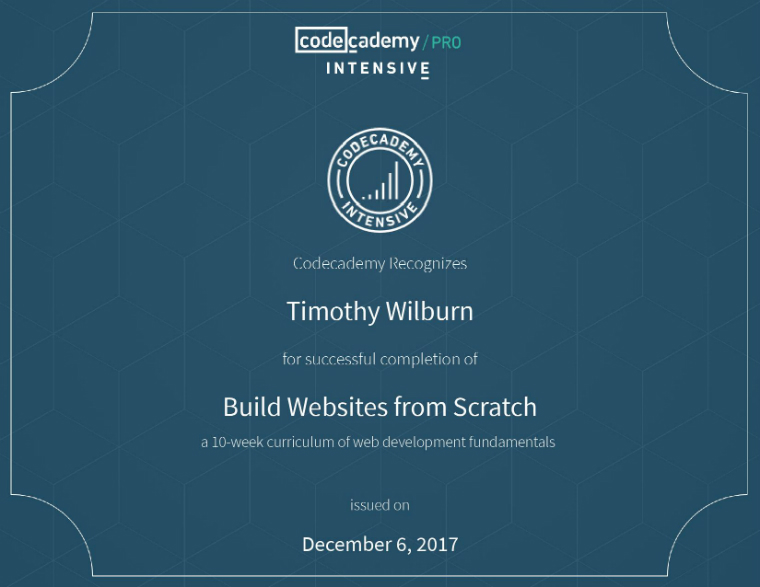 codecademy / PRO
INTENSIVE
CODECADEMY
INTENSIVE
Codecademy Recognizes
Timothy Wilburn
for successful completion of
Build Websites from Scratch
a 10-week curriculum of web development fundamentals
issued on
December 6, 2017